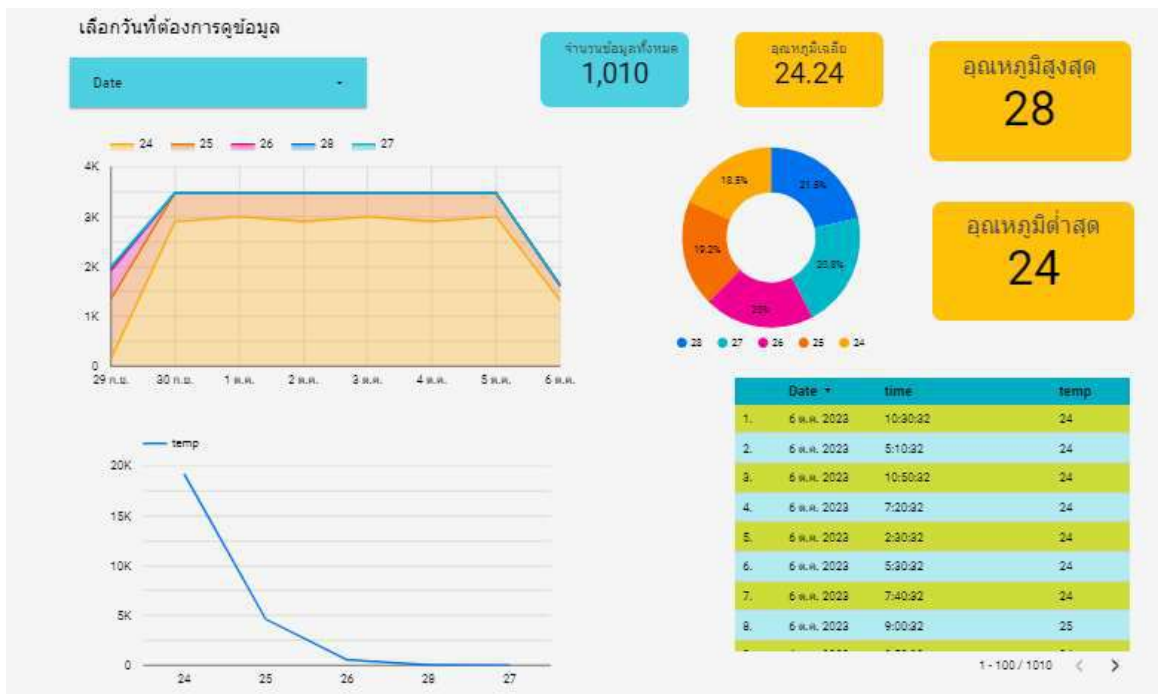 เลือกวันที่ต้องการดูข้อมูล
Date
จำนวนข้อมูลทั้งหมด
1,010
อุณหภูมิเฉลี่ย
24.24
อุณหภูมิสูงสุด
28
อุณหภูมิต่ำสุด
24
24 25 26 28 27
4K
3K
2K
1K
0
29 ก.ย. 30 ก.ย. 1 ต.ค. 2 ต.ค. 3 ต.ค. 4 ต.ค. 5 ต.ค. 6 ต.ค.
18.5% 21.5%
19.2% 20.8%
20%
28 27 26 25 24
temp
20K
15K
10K
5K
0
24 25 26 28 27
Date time temp
1. 6 ต.ค. 2023 10:30:32 24
2. 6 ต.ค. 2023 5:10:32 24
3. 6 ต.ค. 2023 10:50:32 24
4. 6 ต.ค. 2023 7:20:32 24
5. 6 ต.ค. 2023 2:30:32 24
6. 6 ต.ค. 2023 5:30:32 24
7. 6 ต.ค. 2023 7:40:32 24
8. 6 ต.ค. 2023 9:00:32 25
1 - 100 / 1010